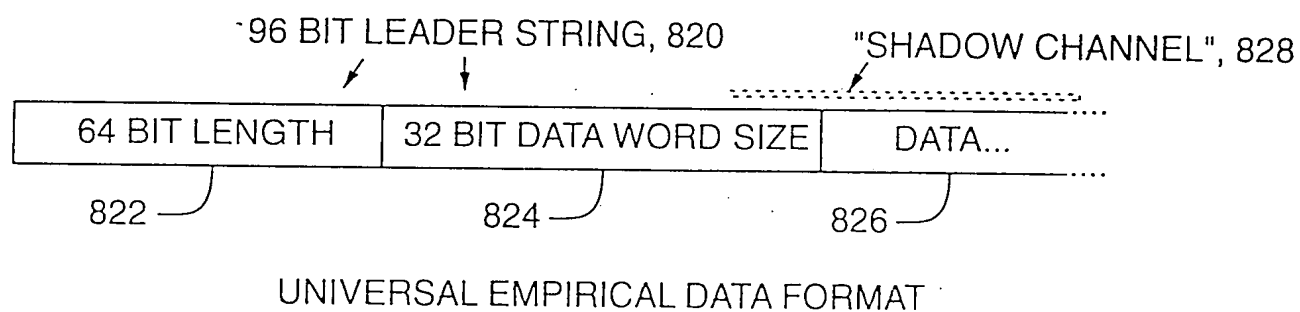 96 BIT LEADER STRING, 820
"SHADOW CHANNEL", 828
64 BIT LENGTH
32 BIT DATA WORD SIZE
DATA...
822
824
826
UNIVERSAL EMPIRICAL DATA FORMAT